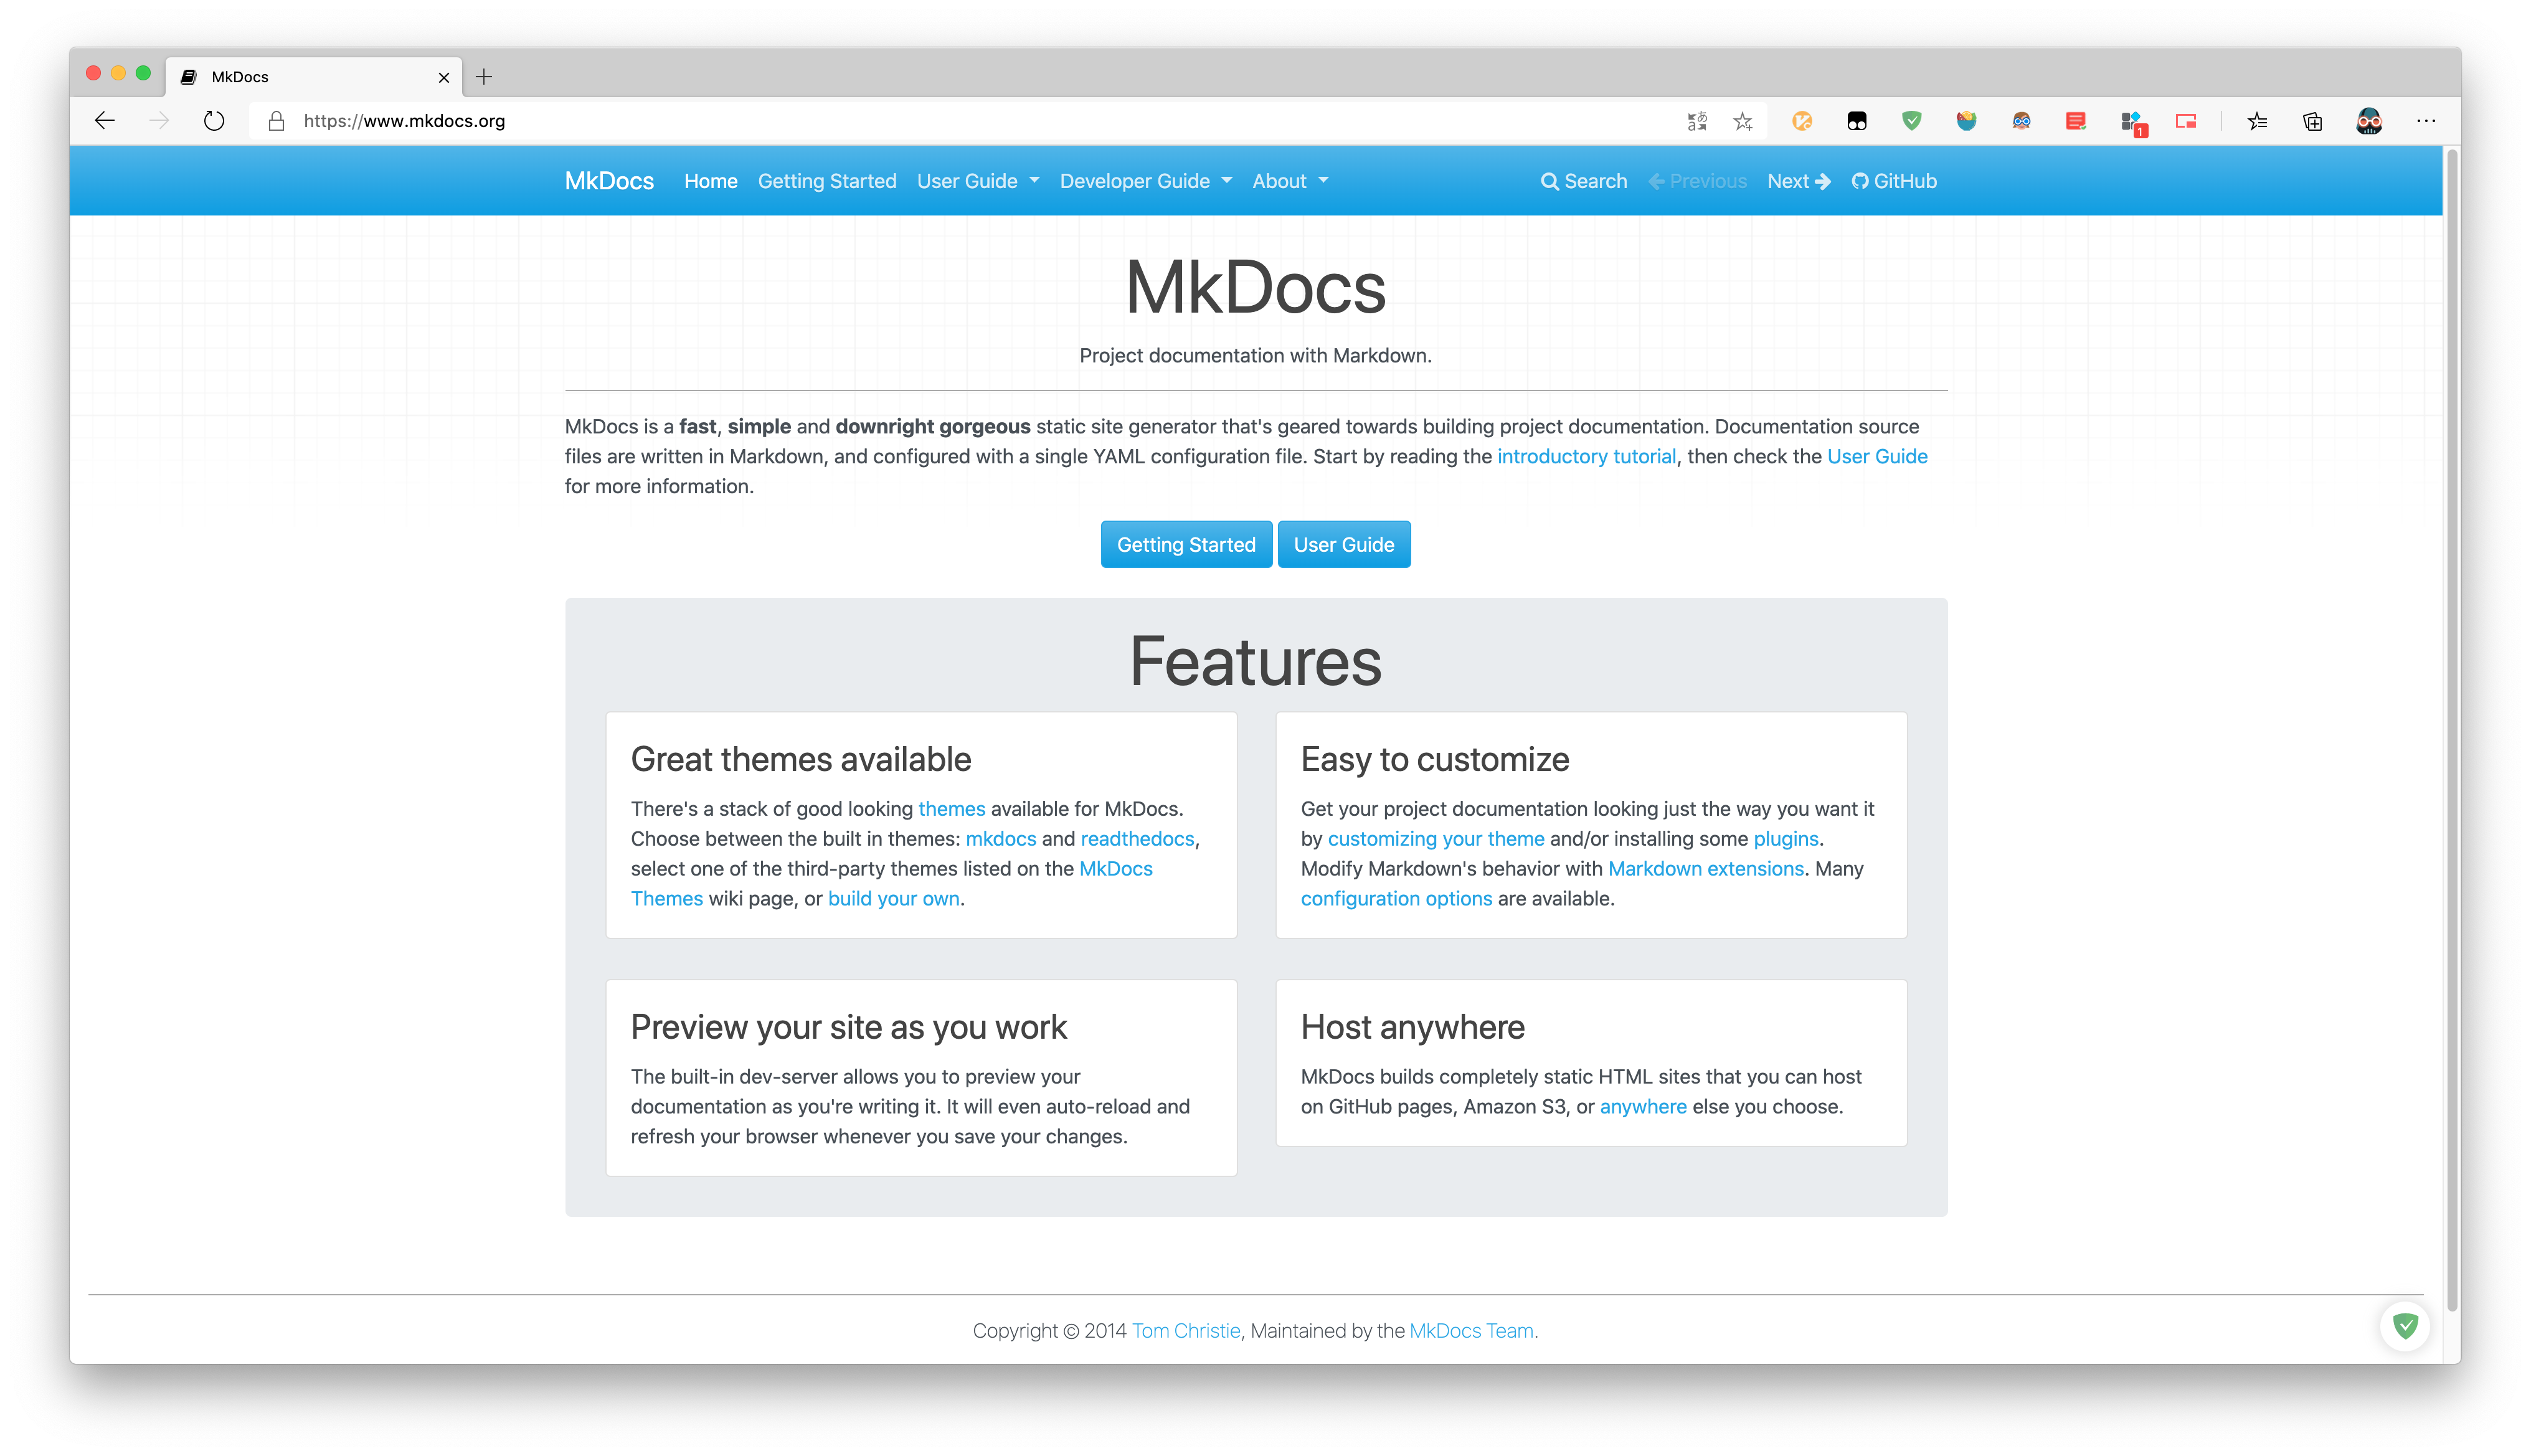 MkDocs
https://www.mkdocs.org
1
MkDocs Home Getting Started User Guide Developer Guide About Search Previous Next GitHub
MkDocs
Project documentation with Markdown.
MkDocs is a fast, simple and downright gorgeous static site generator that's geared towards building project documentation. Documentation source
files are written in Markdown, and configured with a single YAML configuration file. Start by reading the introductory tutorial, then check the User Guide
for more information.
Getting Started User Guide
Features
Great themes available
There's a stack of good looking themes available for MkDocs.
Choose between the built in themes: mkdocs and readthedocs,
select one of the third-party themes listed on the MkDocs
Themes wiki page, or build your own.
Easy to customize
Get your project documentation looking just the way you want it
by customizing your theme and/or installing some plugins.
Modify Markdown's behavior with Markdown extensions. Many
configuration options are available.
Preview your site as you work
The built-in dev-server allows you to preview your
documentation as you're writing it. It will even auto-reload and
refresh your browser whenever you save your changes.
Host anywhere
MkDocs builds completely static HTML sites that you can host
on GitHub pages, Amazon S3, or anywhere else you choose.
Copyright © 2014 Tom Christie, Maintained by the MkDocs Team.